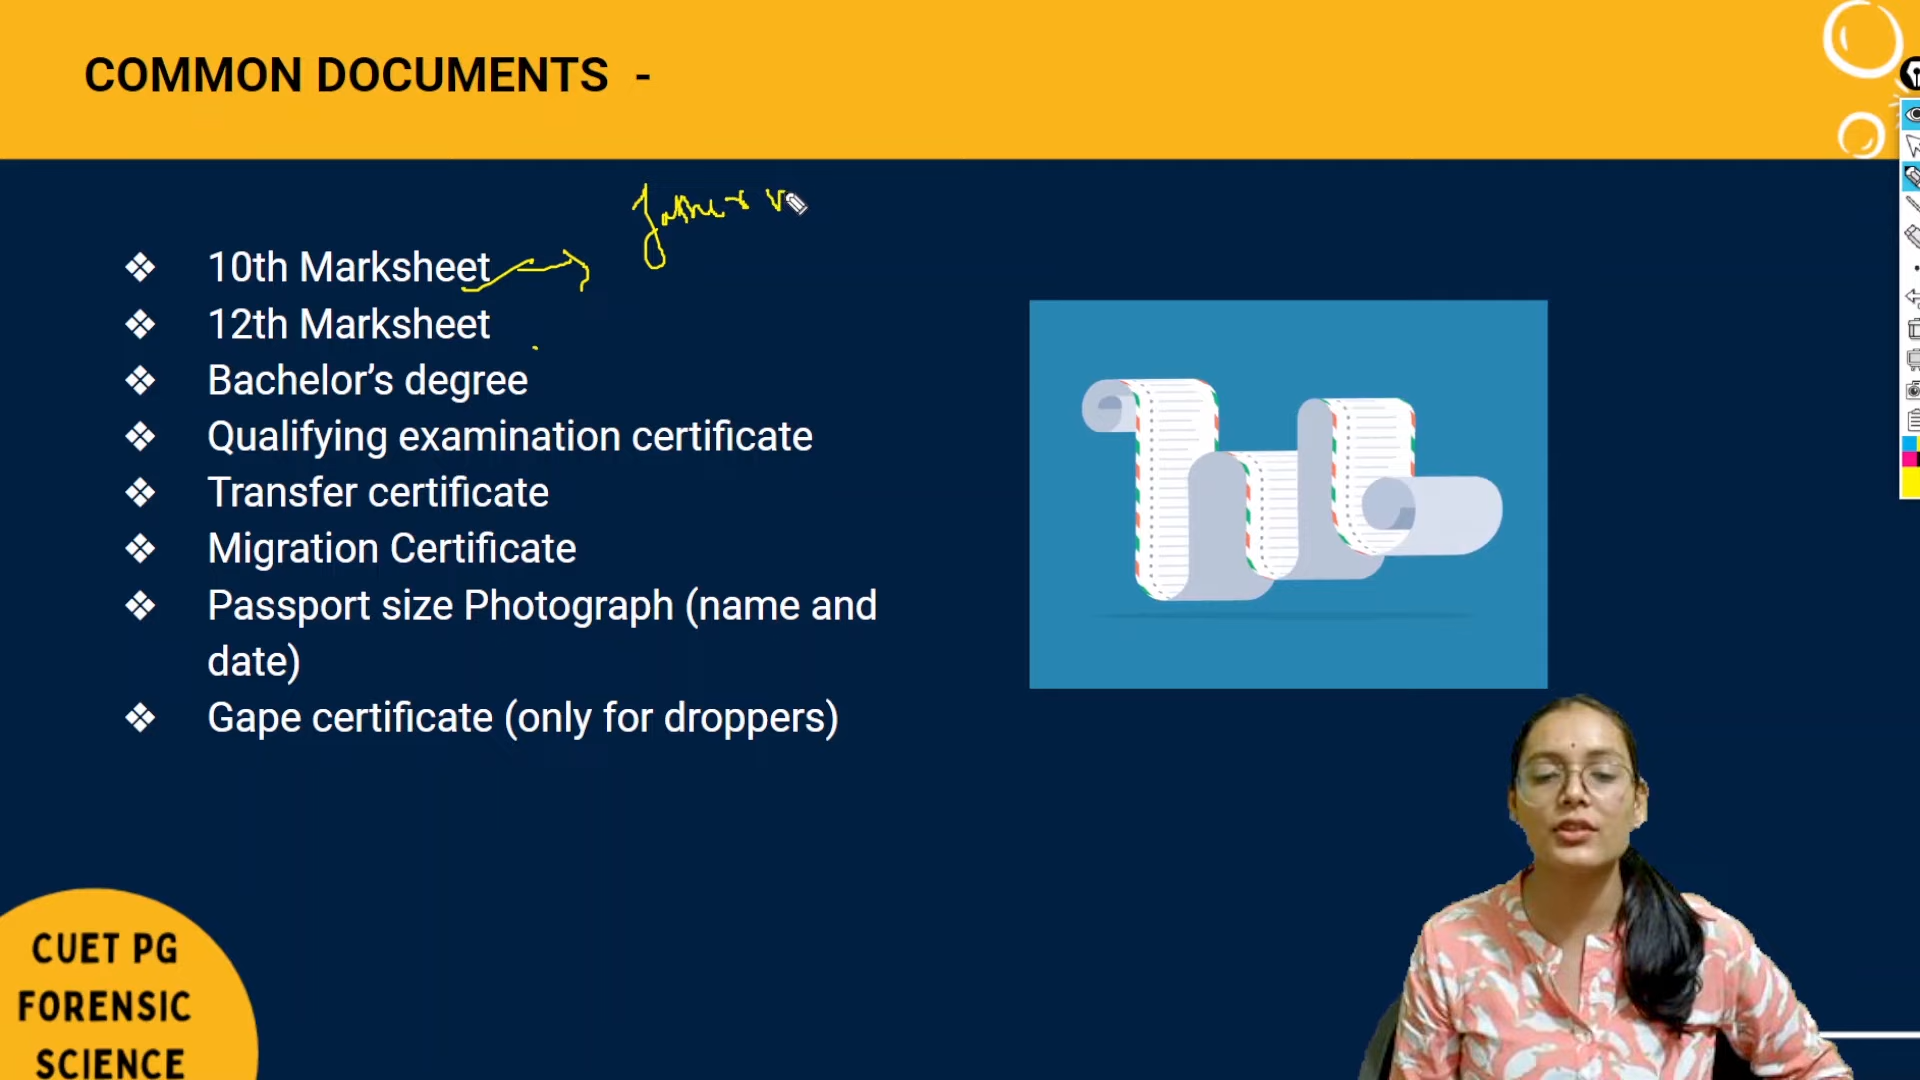 COMMON DOCUMENTS -
father
❖ 10th Marksheet
❖ 12th Marksheet
❖ Bachelor’s degree
❖ Qualifying examination certificate
❖ Transfer certificate
❖ Migration Certificate
❖ Passport size Photograph (name and
date)
❖ Gape certificate (only for droppers)
CUET PG
FORENSIC
SCIENCE